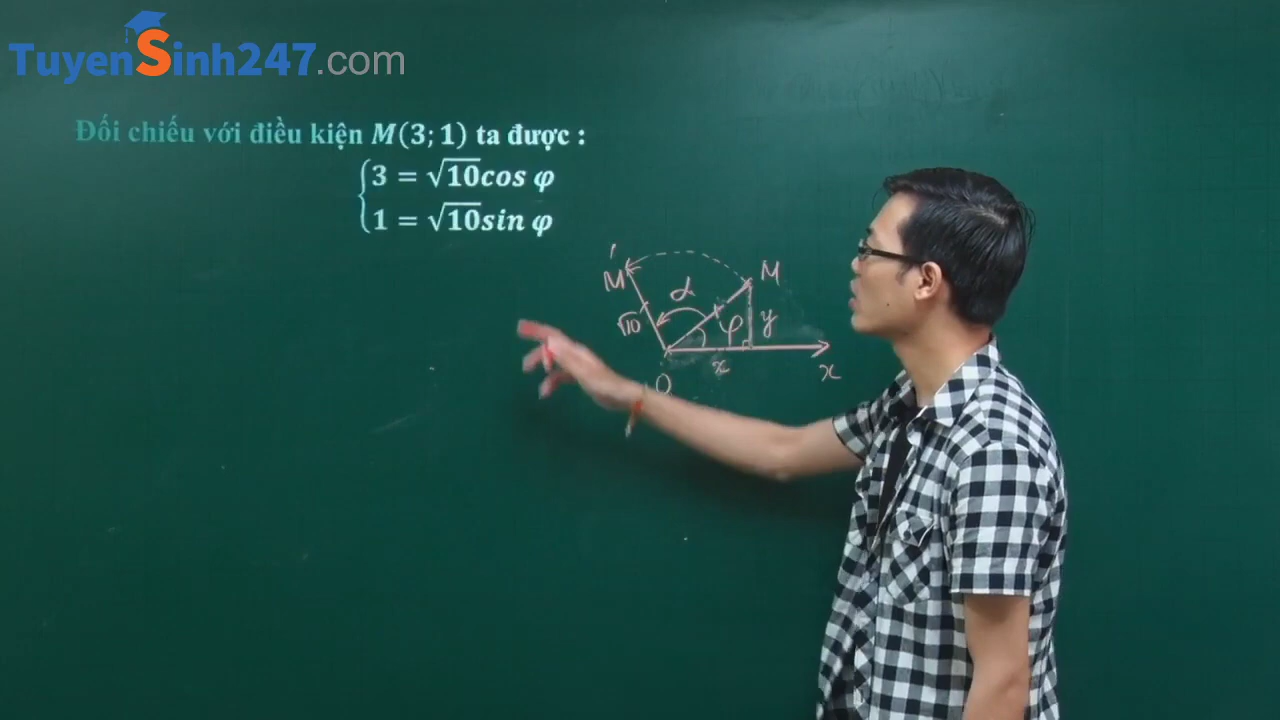 TuyenSinh247.com
Đối chiếu với điều kiện M(3;1) ta được :
3 = √10cos φ
1 = √10sin φ
M'
M
α
√10
φ
y
x
x
O